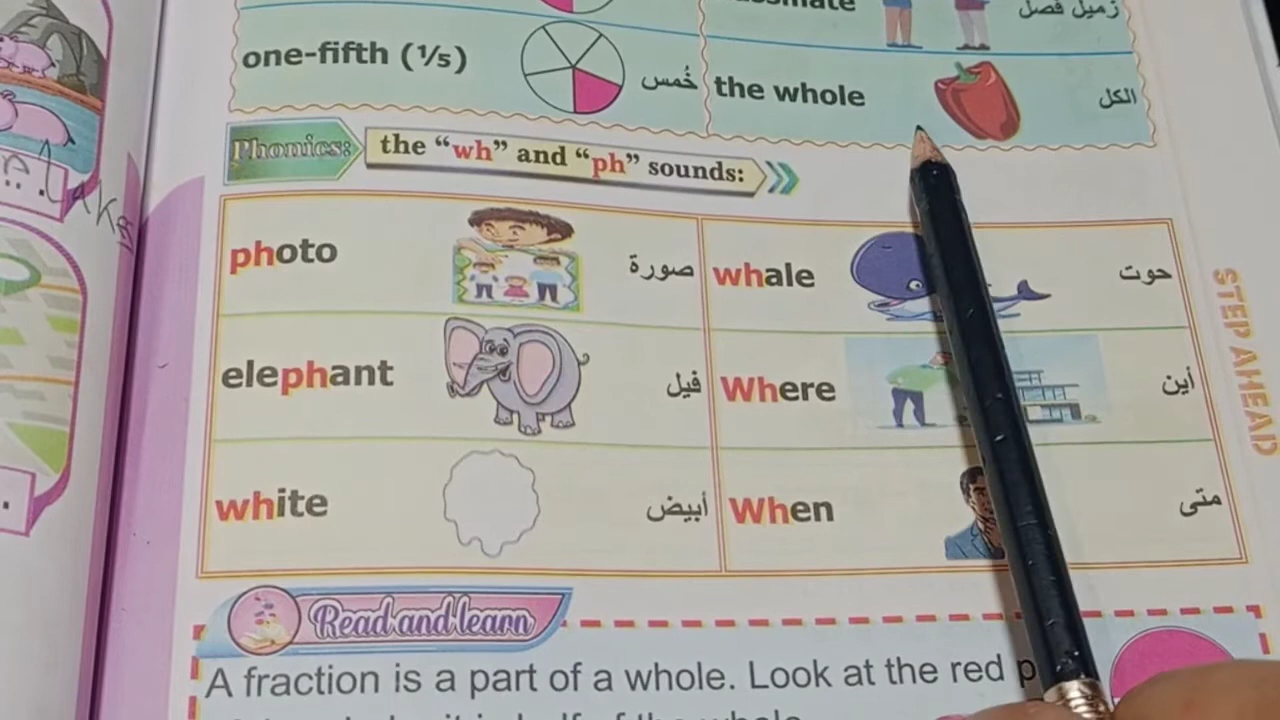 زميل فصل
one-fifth (⅕) خُمس
the whole الكل
Phonics: the “wh” and “ph” sounds:
photo صورة
whale حوت
elephant فيل
Where أين
white أبيض
When متى
STEP AHEAD
Read and learn
A fraction is a part of a whole. Look at the red